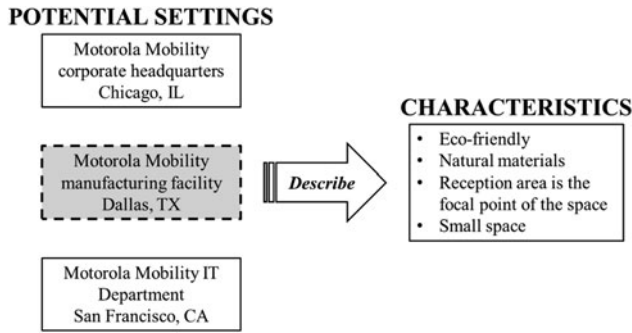 POTENTIAL SETTINGS
Motorola Mobility
corporate headquarters
Chicago, IL
Motorola Mobility
manufacturing facility
Dallas, TX
Motorola Mobility IT
Department
San Francisco, CA
Describe
CHARACTERISTICS
• Eco-friendly
• Natural materials
• Reception area is the
focal point of the space
• Small space